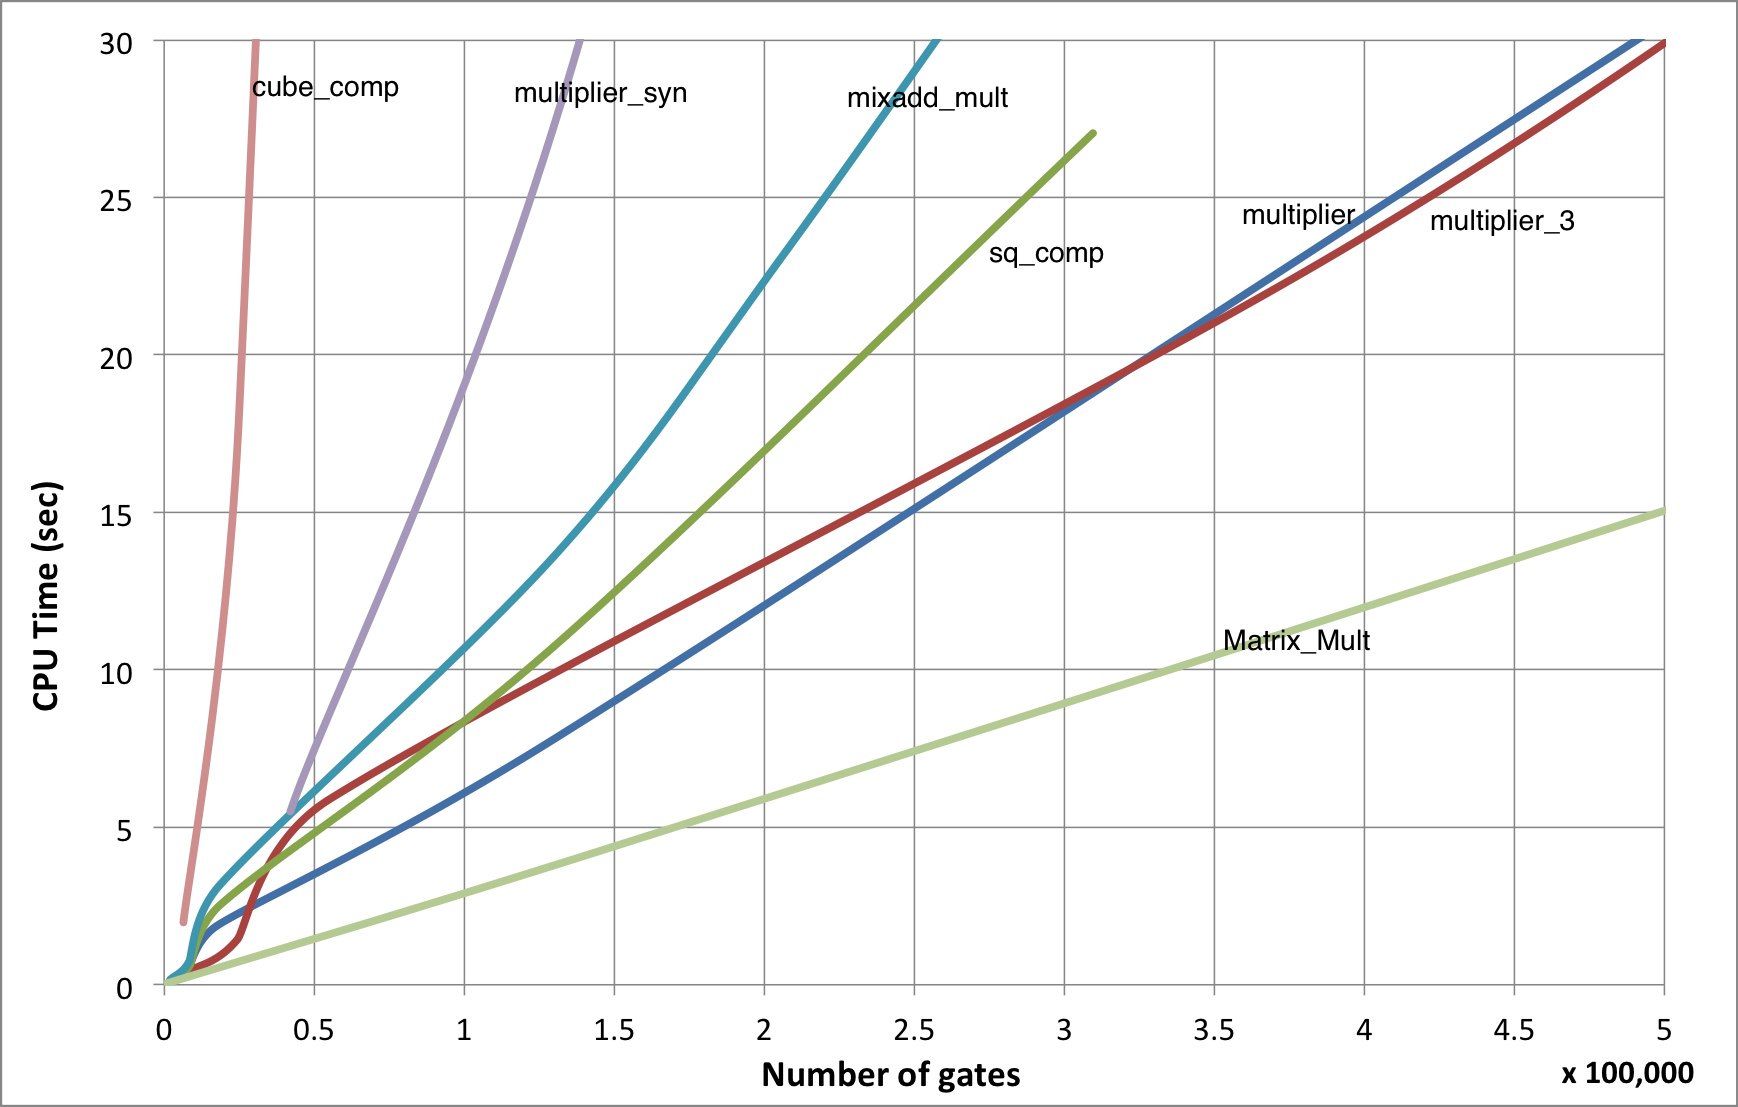 30
cube_comp
multiplier_syn
mixadd_mult
25
multiplier
multiplier_3
sq_comp
20
15
10
Matrix_Mult
5
0
CPU Time (sec)
0 0.5 1 1.5 2 2.5 3 3.5 4 4.5 5
Number of gates
x 100,000